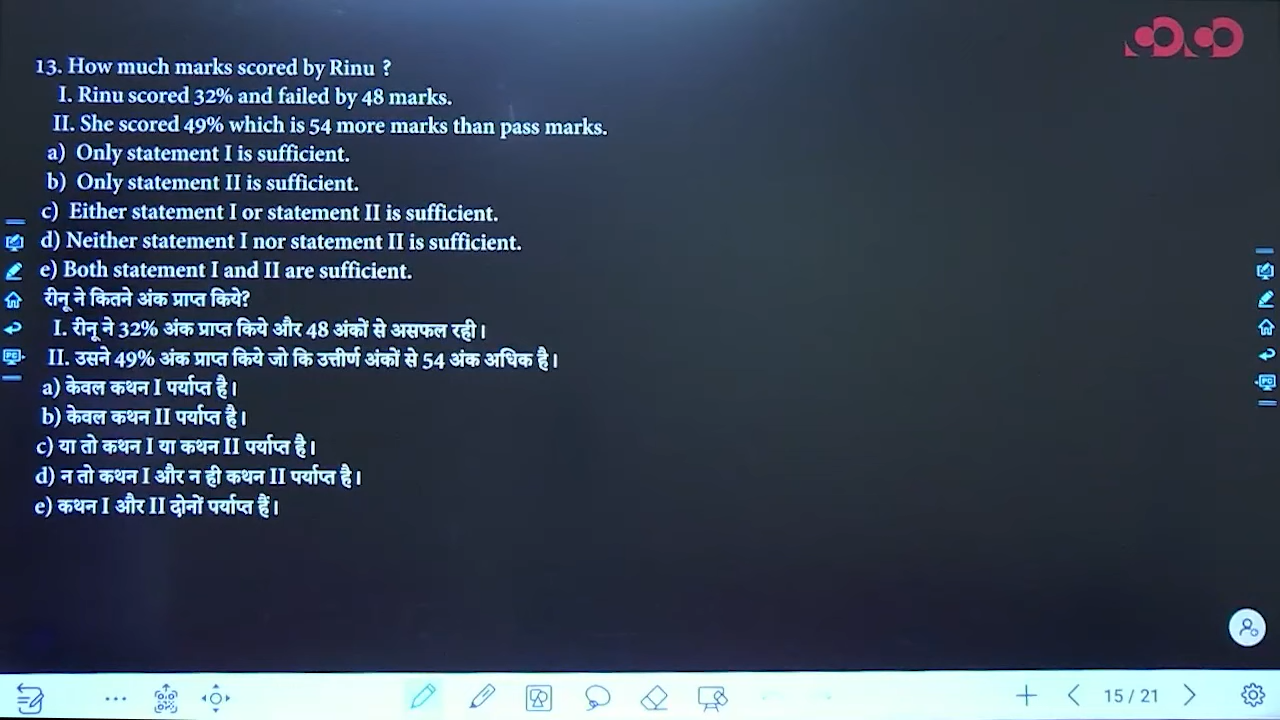 13. How much marks scored by Rinu ?
I. Rinu scored 32% and failed by 48 marks.
II. She scored 49% which is 54 more marks than pass marks.
a) Only statement I is sufficient.
b) Only statement II is sufficient.
c) Either statement I or statement II is sufficient.
d) Neither statement I nor statement II is sufficient.
e) Both statement I and II are sufficient.
रीनू ने कितने अंक प्राप्त किये?
I. रीनू ने 32% अंक प्राप्त किये और 48 अंकों से असफल रही।
II. उसने 49% अंक प्राप्त किये जो कि उत्तीर्ण अंकों से 54 अंक अधिक है।
a) केवल कथन I पर्याप्त है।
b) केवल कथन II पर्याप्त है।
c) या तो कथन I या कथन II पर्याप्त है।
d) न तो कथन I और न ही कथन II पर्याप्त है।
e) कथन I और II दोनों पर्याप्त हैं।
15 / 21